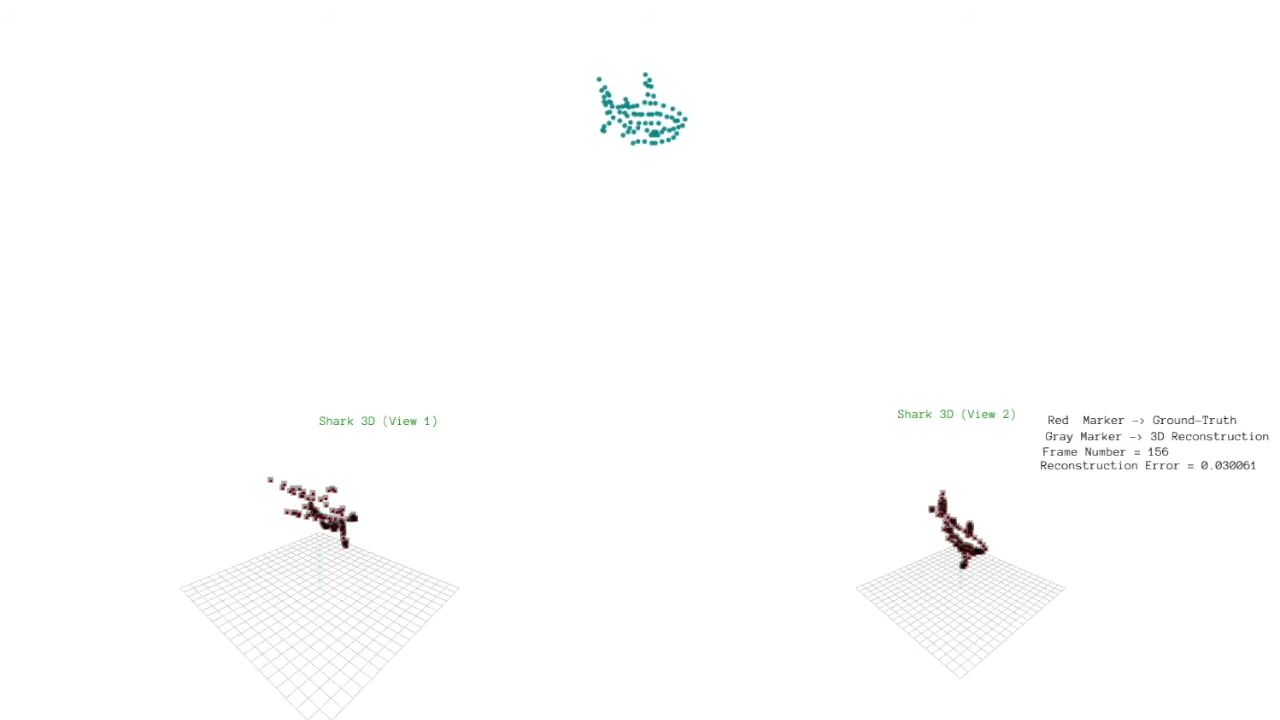 Shark 3D (View 1)
Shark 3D (View 2)
Red Marker -> Ground-Truth
Gray Marker -> 3D Reconstruction
Frame Number = 156
Reconstruction Error = 0.030061